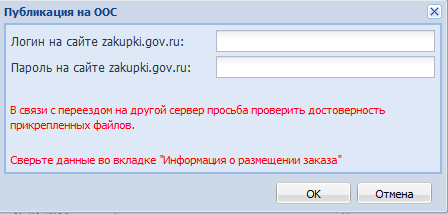 Публикация на ООС
Логин на сайте zakupki.gov.ru:
Пароль на сайте zakupki.gov.ru:
В связи с переездом на другой сервер просьба проверить достоверность
прикрепленных файлов.
Сверьте данные во вкладке "Информация о размещении заказа"
ОК
Отмена